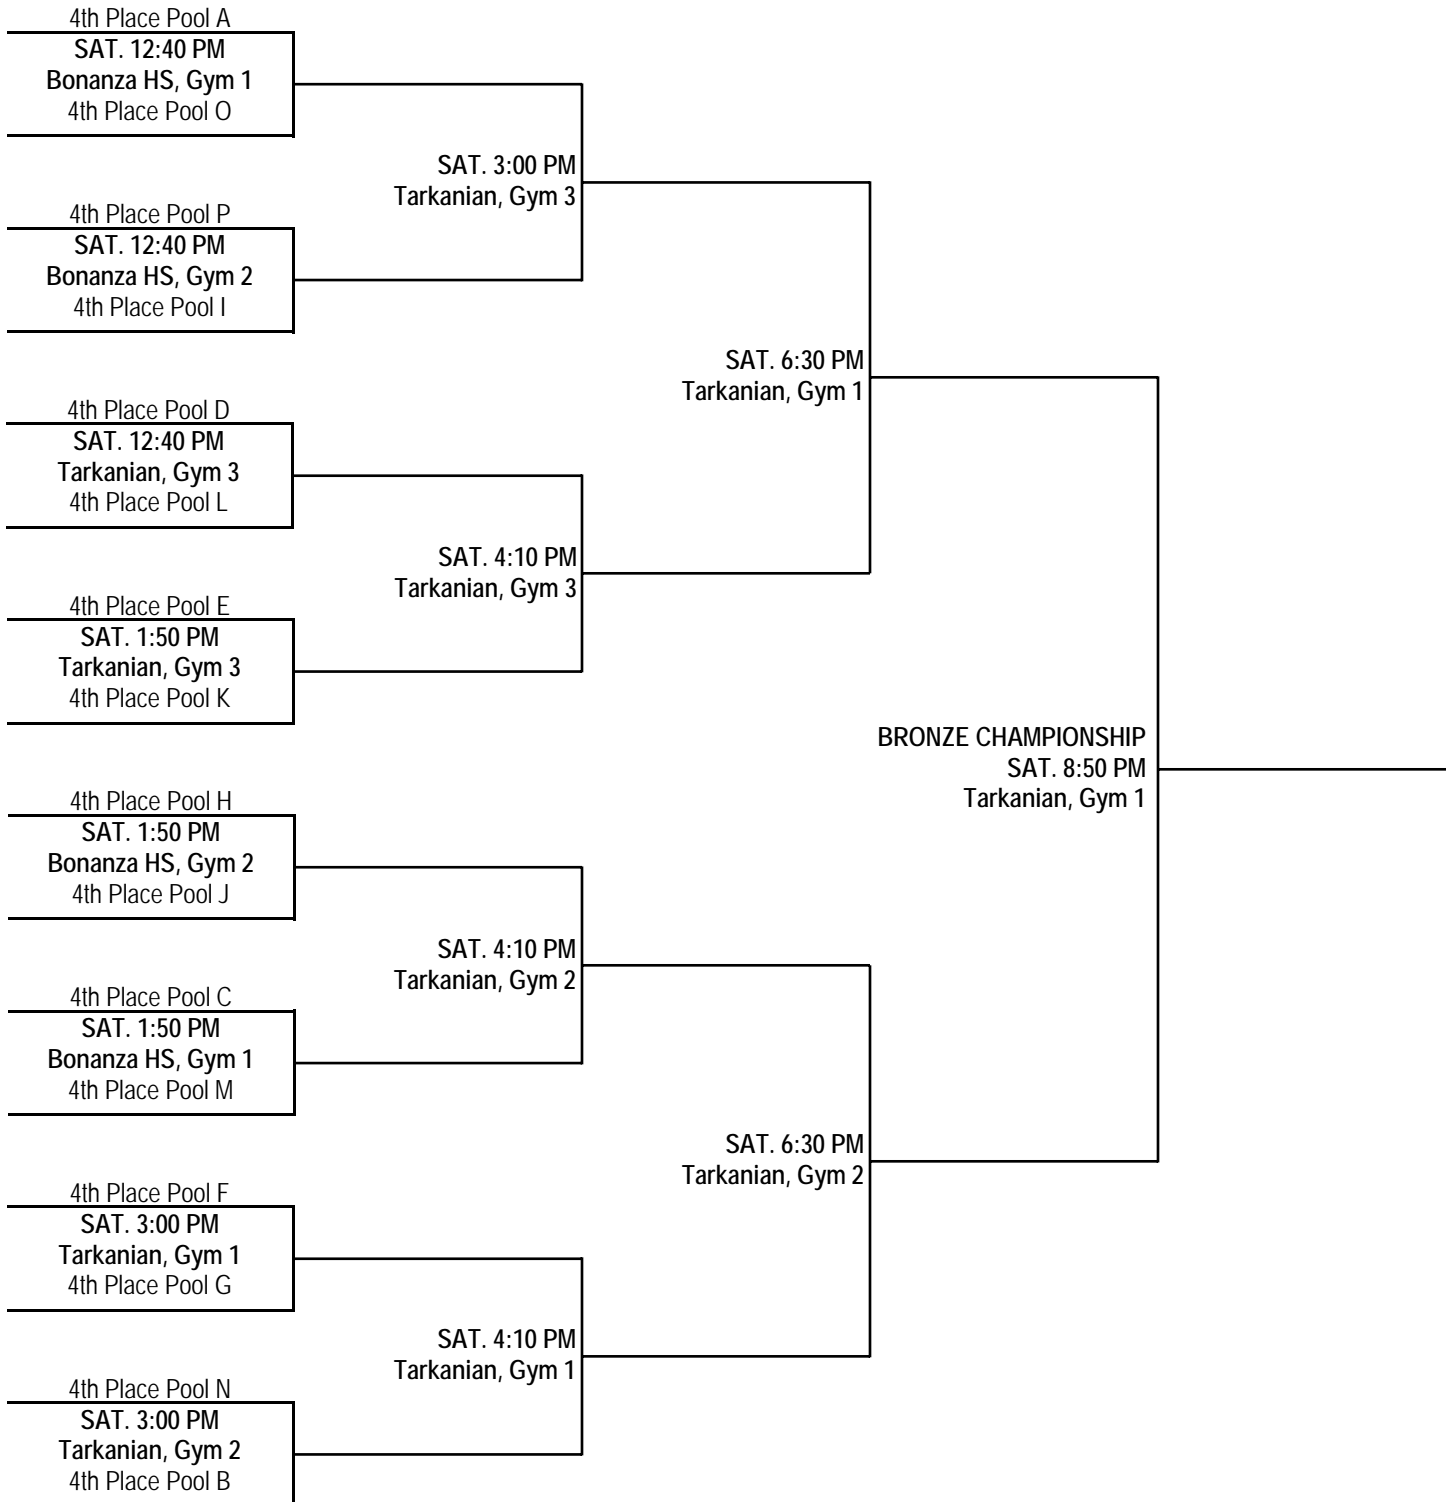 4th Place Pool A
SAT. 12:40 PM
Bonanza HS, Gym 1
4th Place Pool O
SAT. 3:00 PM
Tarkanian, Gym 3
4th Place Pool P
SAT. 12:40 PM
Bonanza HS, Gym 2
4th Place Pool I
SAT. 6:30 PM
Tarkanian, Gym 1
4th Place Pool D
SAT. 12:40 PM
Tarkanian, Gym 3
4th Place Pool L
SAT. 4:10 PM
Tarkanian, Gym 3
4th Place Pool E
SAT. 1:50 PM
Tarkanian, Gym 3
4th Place Pool K
BRONZE CHAMPIONSHIP
SAT. 8:50 PM
Tarkanian, Gym 1
4th Place Pool H
SAT. 1:50 PM
Bonanza HS, Gym 2
4th Place Pool J
SAT. 4:10 PM
Tarkanian, Gym 2
4th Place Pool C
SAT. 1:50 PM
Bonanza HS, Gym 1
4th Place Pool M
SAT. 6:30 PM
Tarkanian, Gym 2
4th Place Pool F
SAT. 3:00 PM
Tarkanian, Gym 1
4th Place Pool G
SAT. 4:10 PM
Tarkanian, Gym 1
4th Place Pool N
SAT. 3:00 PM
Tarkanian, Gym 2
4th Place Pool B